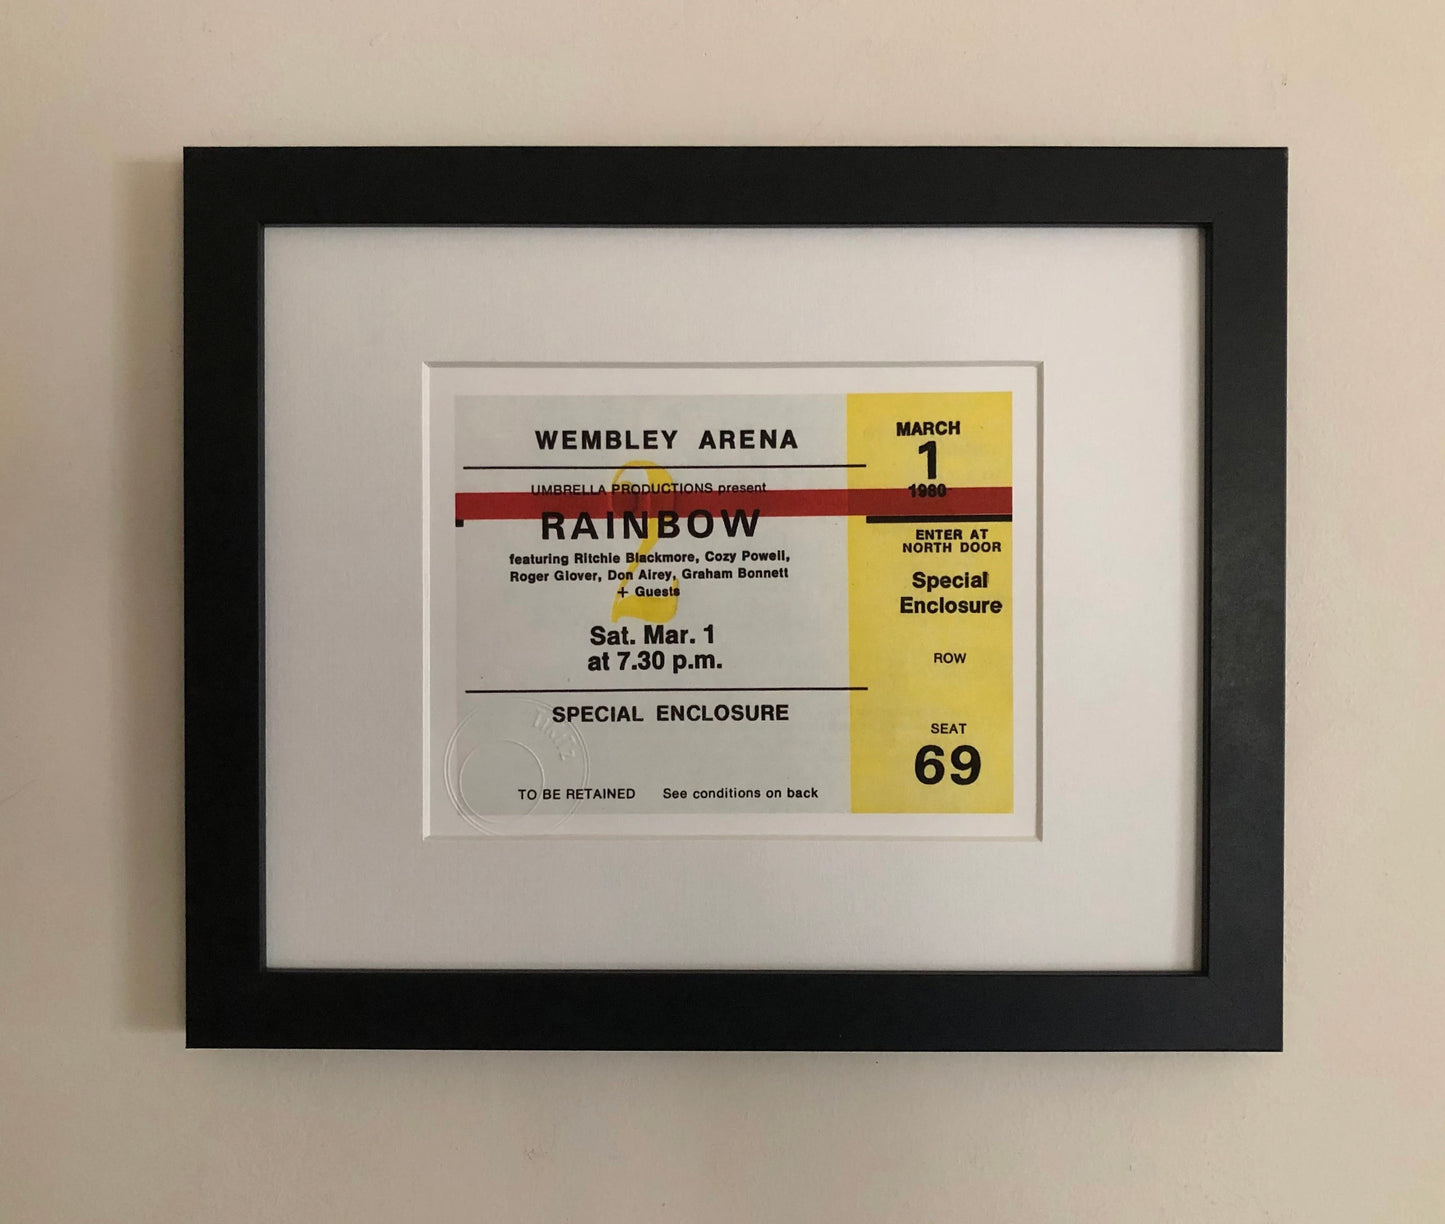 WEMBLEY ARENA
UMBRELLA PRODUCTIONS present
RAINBOW
featuring Ritchie Blackmore, Cozy Powell,
Roger Glover, Don Airey, Graham Bonnett
+ Guests
2
Sat. Mar. 1
at 7.30 p.m.
SPECIAL ENCLOSURE
TO BE RETAINED See conditions on back
MARCH
1
1980
ENTER AT
NORTH DOOR
Special
Enclosure
ROW
SEAT
69